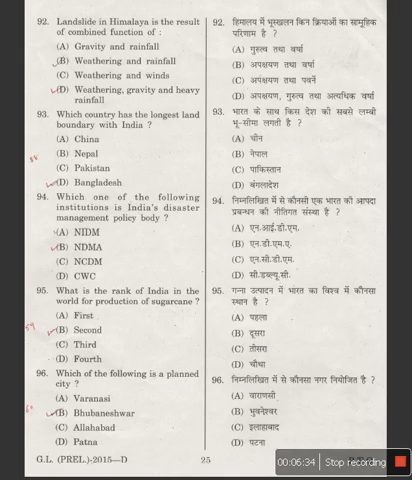 92. Landslide in Himalaya is the result
of combined function of :
(A) Gravity and rainfall
(B) Weathering and rainfall
(C) Weathering and winds
(D) Weathering, gravity and heavy
rainfall
93. Which country has the longest land
boundary with India ?
(A) China
(B) Nepal
(C) Pakistan
(D) Bangladesh
94. Which one of the following
institutions is India's disaster
management policy body ?
(A) NIDM
(B) NDMA
(C) NCDM
(D) CWC
95. What is the rank of India in the
world for production of sugarcane ?
(A) First
(B) Second
(C) Third
(D) Fourth
96. Which of the following is a planned
city ?
(A) Varanasi
(B) Bhubaneshwar
(C) Allahabad
(D) Patna
92. हिमालय में भूस्खलन किन क्रियाओं का सामूहिक
परिणाम है ?
(A) गुरुत्व तथा वर्षा
(B) अपक्षयण तथा वर्षा
(C) अपक्षयण तथा पवनें
(D) अपक्षयण, गुरुत्व तथा अत्यधिक वर्षा
93. भारत के साथ किस देश की सबसे लम्बी
भू-सीमा लगती है ?
(A) चीन
(B) नेपाल
(C) पाकिस्तान
(D) बंगलादेश
94. निम्नलिखित में से कौनसी एक भारत की आपदा
प्रबन्धन की नीतिगत संस्था है ?
(A) एन.आई.डी.एम.
(B) एन.डी.एम.ए.
(C) एन.सी.डी.एम.
(D) सी.डब्ल्यू.सी.
95. गन्ना उत्पादन में भारत का विश्व में कौनसा
स्थान है ?
(A) पहला
(B) दूसरा
(C) तीसरा
(D) चौथा
96. निम्नलिखित में से कौनसा नगर नियोजित है ?
(A) वाराणसी
(B) भुवनेश्वर
(C) इलाहाबाद
(D) पटना
G.L. (PREL.)-2015—D
25
00:06:34 Stop recording